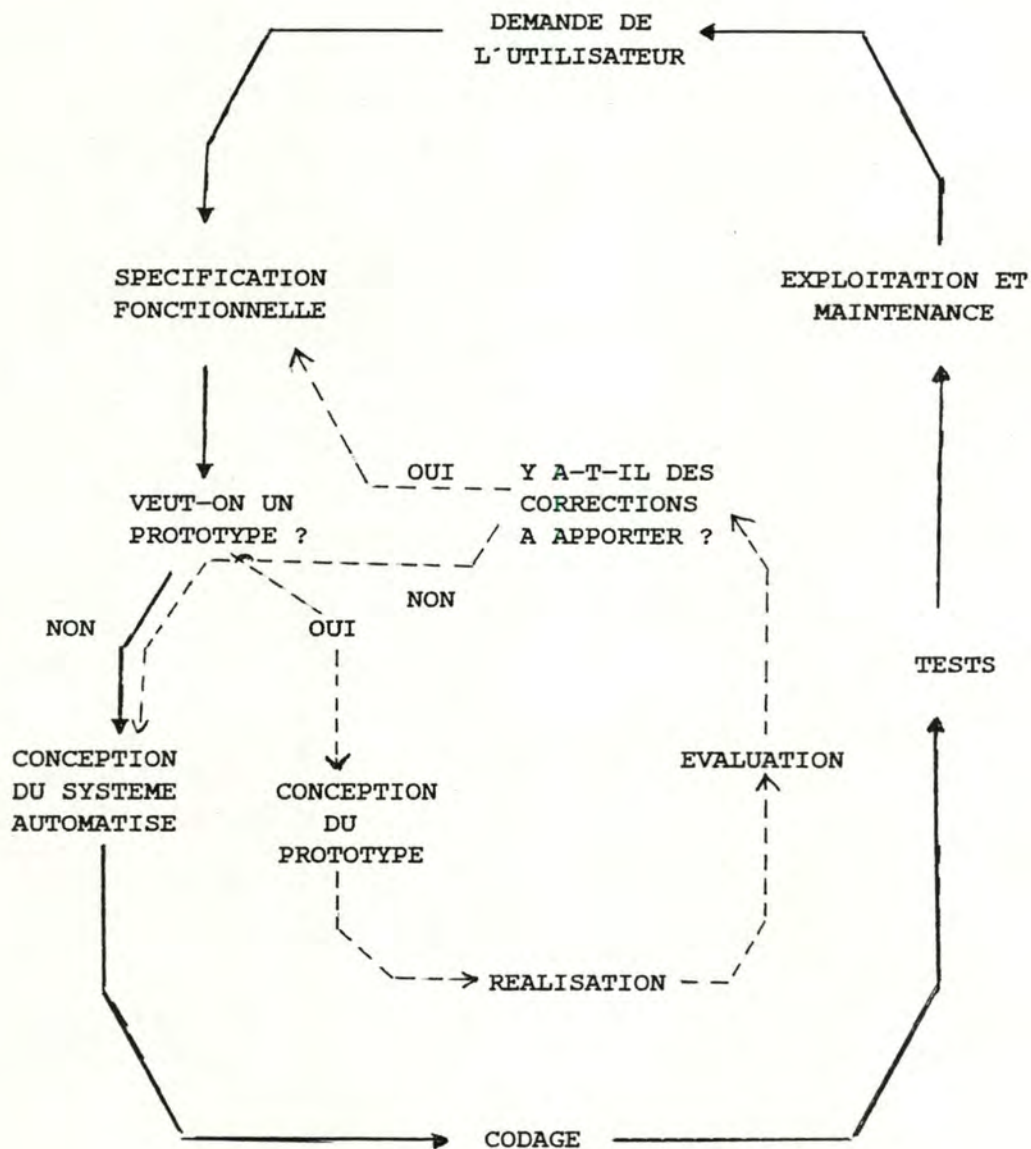 DEMANDE DE
L´UTILISATEUR
SPECIFICATION
FONCTIONNELLE
EXPLOITATION ET
MAINTENANCE
VEUT-ON UN
PROTOTYPE ?
OUI
Y A-T-IL DES
CORRECTIONS
A APPORTER ?
NON
NON
OUI
TESTS
CONCEPTION
DU SYSTEME
AUTOMATISE
CONCEPTION
DU
PROTOTYPE
EVALUATION
REALISATION
CODAGE